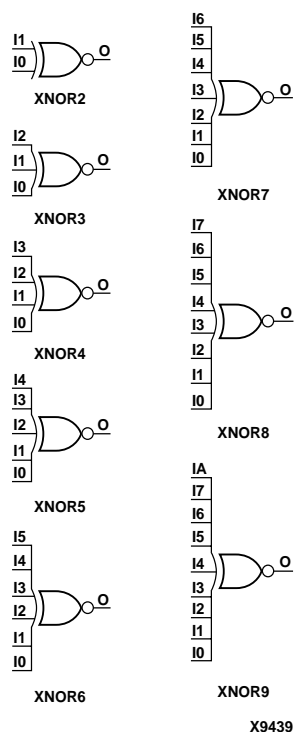 I1
I0
O
XNOR2
I2
I1
I0
O
XNOR3
I3
I2
I1
I0
O
XNOR4
I4
I3
I2
I1
I0
O
XNOR5
I5
I4
I3
I2
I1
I0
O
XNOR6
I6
I5
I4
I3
I2
I1
I0
O
XNOR7
I7
I6
I5
I4
I3
I2
I1
I0
O
XNOR8
IA
I7
I6
I5
I4
I3
I2
I1
I0
O
XNOR9
X9439